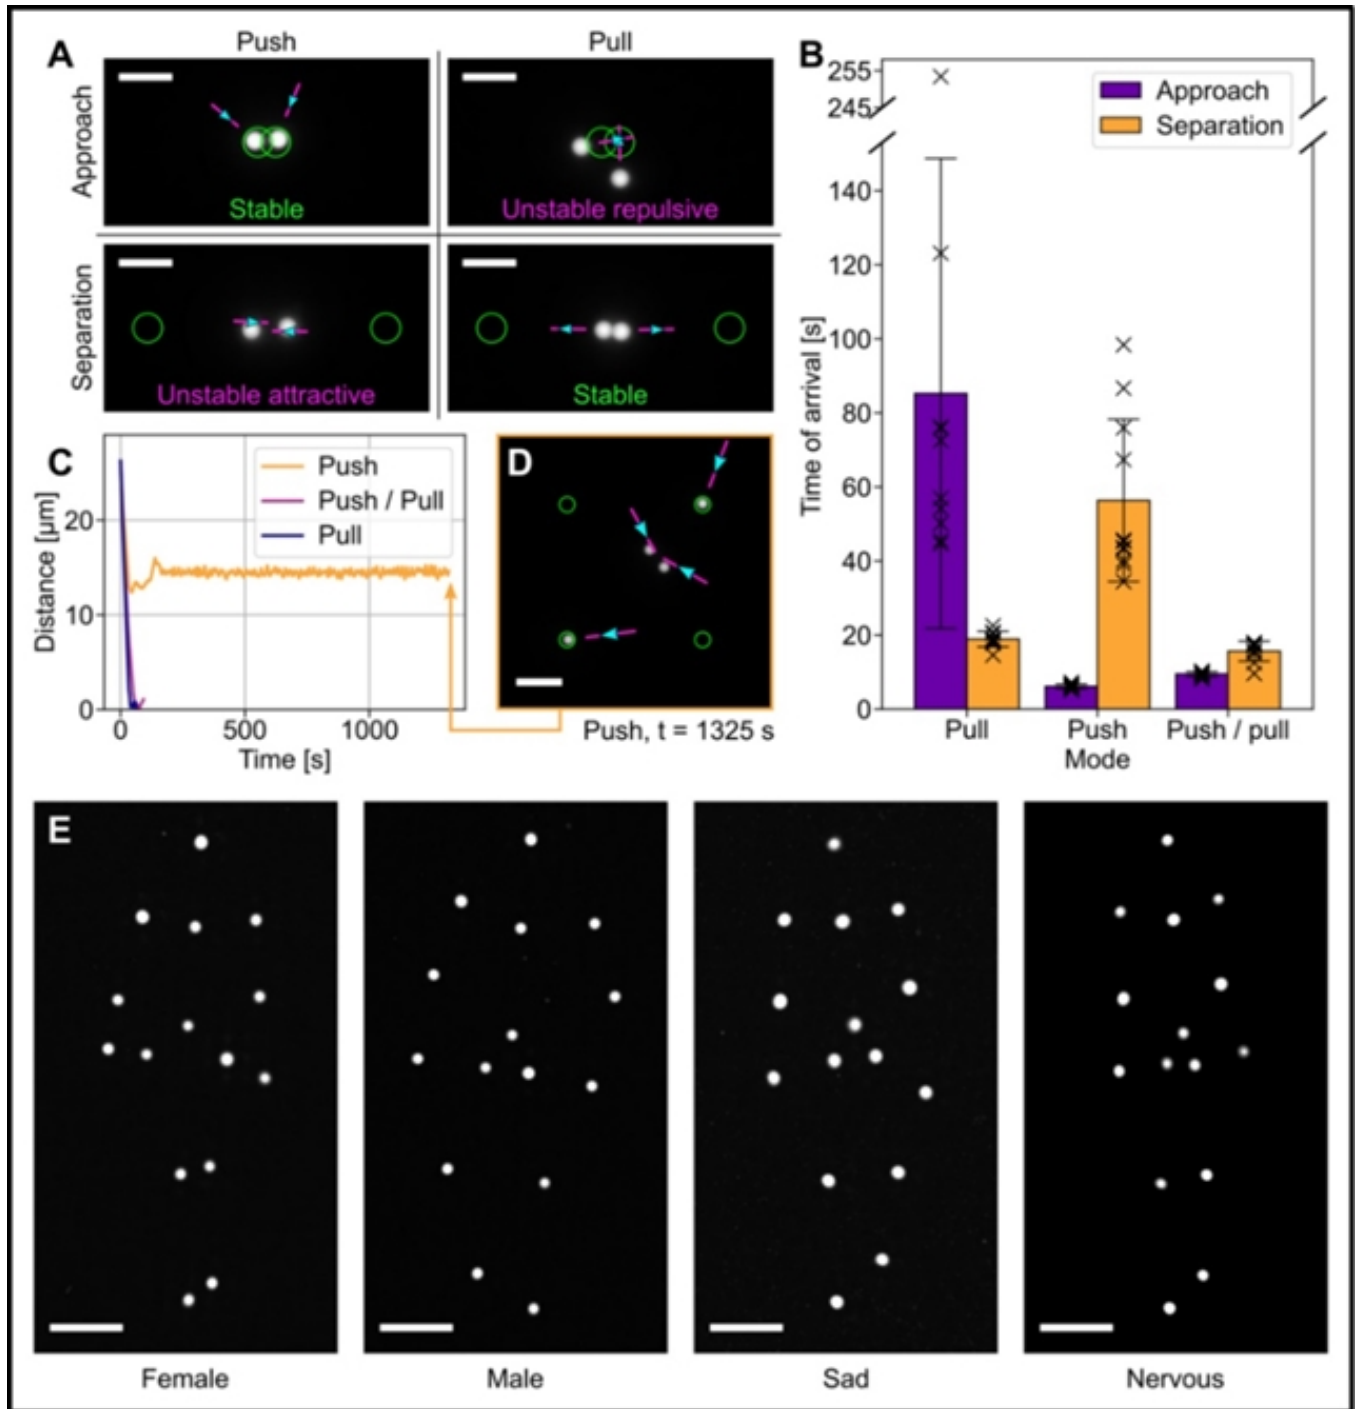 A
Push
Pull
Approach
Stable
Unstable repulsive
Separation
Unstable attractive
Stable
B
255
245
140
120
100
80
60
40
20
0
Time of arrival [s]
Approach
Separation
Pull
Push
Push / pull
Mode
C
Push
Push / Pull
Pull
20
10
0
Distance [µm]
0
500
1000
Time [s]
D
Push, t = 1325 s
E
Female
Male
Sad
Nervous